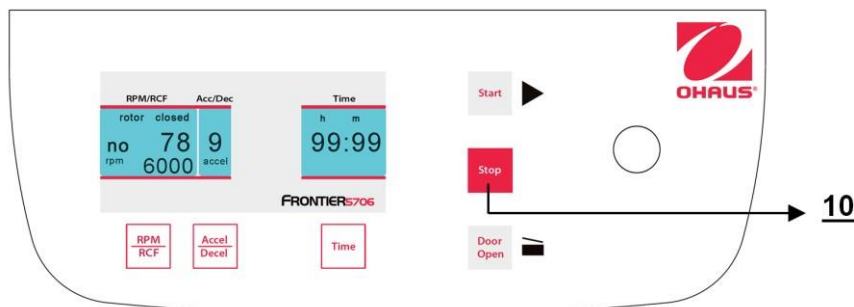 RPM/RCF Acc/Dec
rotor closed
no 78 9
rpm 6000 accel
Time
h m
99:99
FRONTIER5706
RPM
RCF
Accel
Decel
Time
Start
Stop
Door
Open
OHAUS®
10